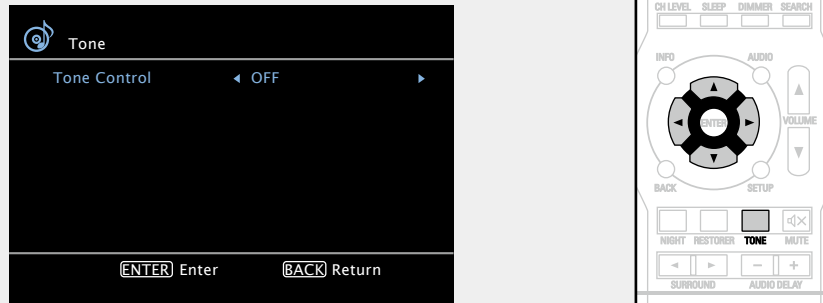 Tone
Tone Control OFF
ENTER Enter BACK Return
CH LEVEL SLEEP DIMMER SEARCH
INFO AUDIO
ENTER
VOLUME
BACK SETUP
NIGHT RESTORER TONE MUTE
− +
SURROUND AUDIO DELAY